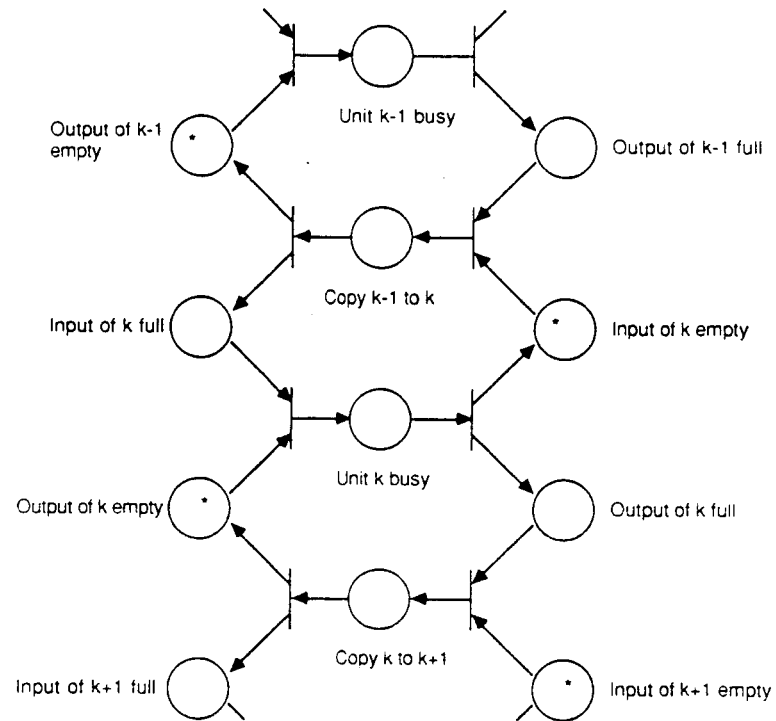 Unit k-1 busy
Output of k-1
empty
Output of k-1 full
Copy k-1 to k
Input of k full
Input of k empty
Unit k busy
Output of k empty
Output of k full
Copy k to k+1
Input of k+1 full
Input of k+1 empty